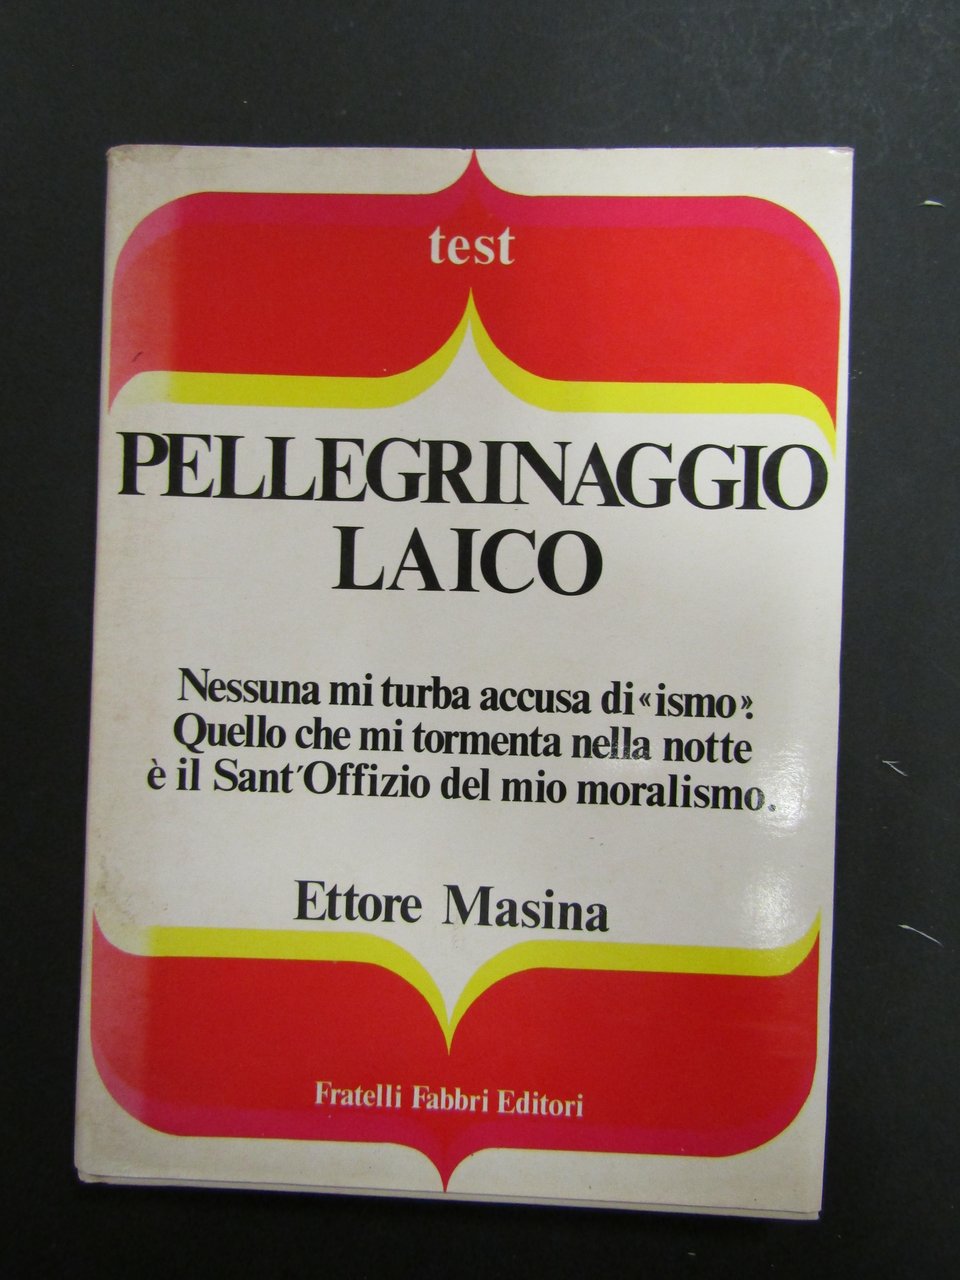 test
PELLEGRINAGGIO
LAICO
Nessuna mi turba accusa di «ismo».
Quello che mi tormenta nella notte
è il Sant'Offizio del mio moralismo.
Ettore Masina
Fratelli Fabbri Editori